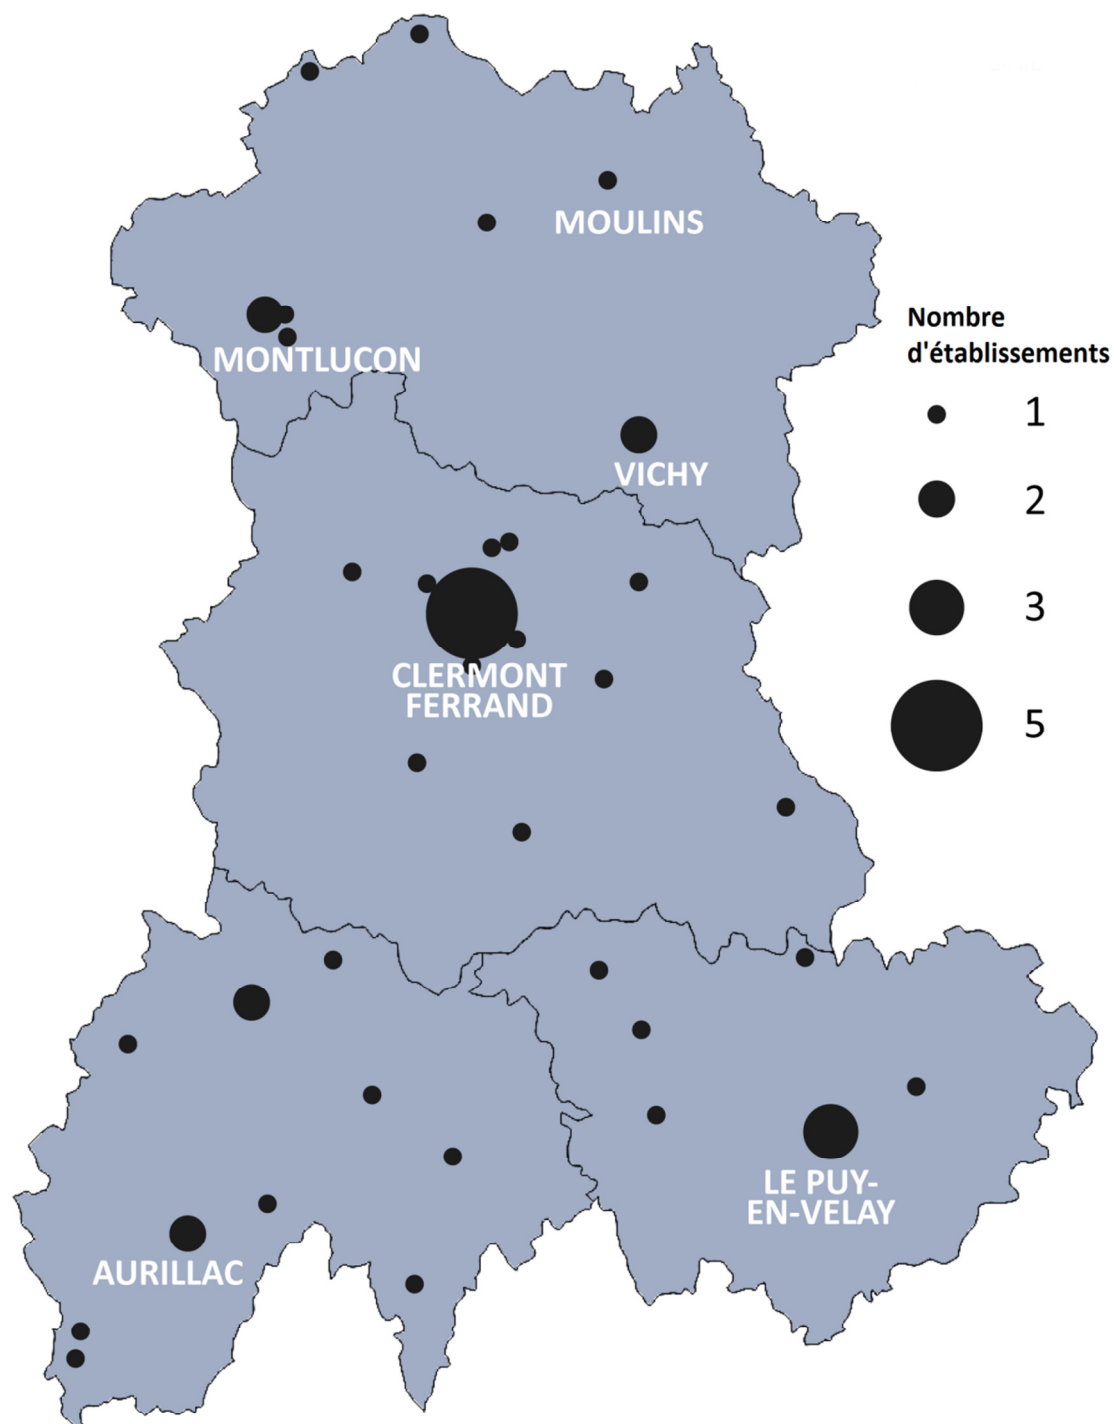 MOULINS
MONTLUCON
VICHY
CLERMONT
FERRAND
AURILLAC
LE PUY-
EN-VELAY
Nombre
d'établissements
1
2
3
5